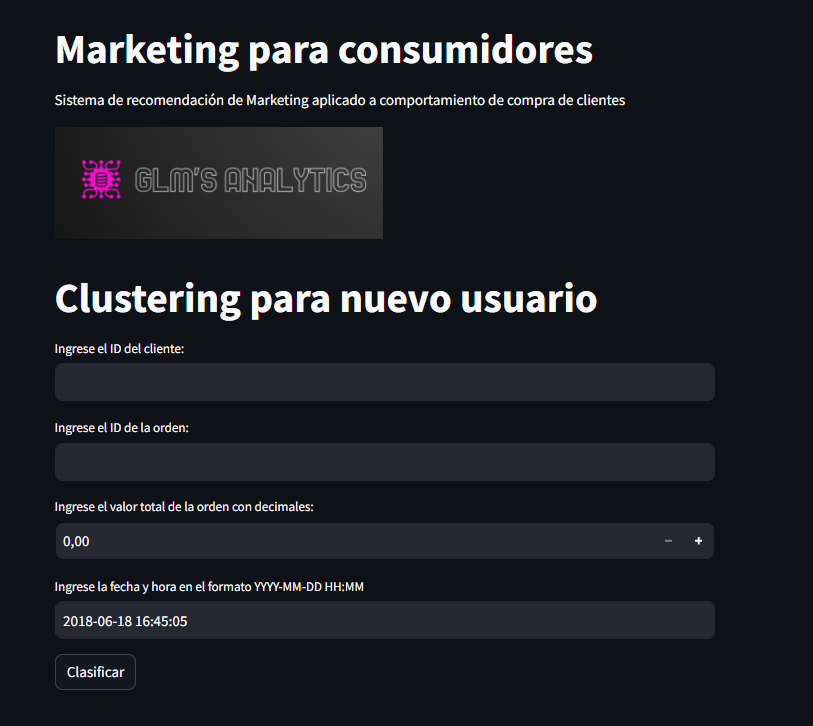 Marketing para consumidores
Sistema de recomendación de Marketing aplicado a comportamiento de compra de clientes
GLM'S ANALYTICS
Clustering para nuevo usuario
Ingrese el ID del cliente:
Ingrese el ID de la orden:
Ingrese el valor total de la orden con decimales:
0,00
Ingrese la fecha y hora en el formato YYYY-MM-DD HH:MM
2018-06-18 16:45:05
Clasificar